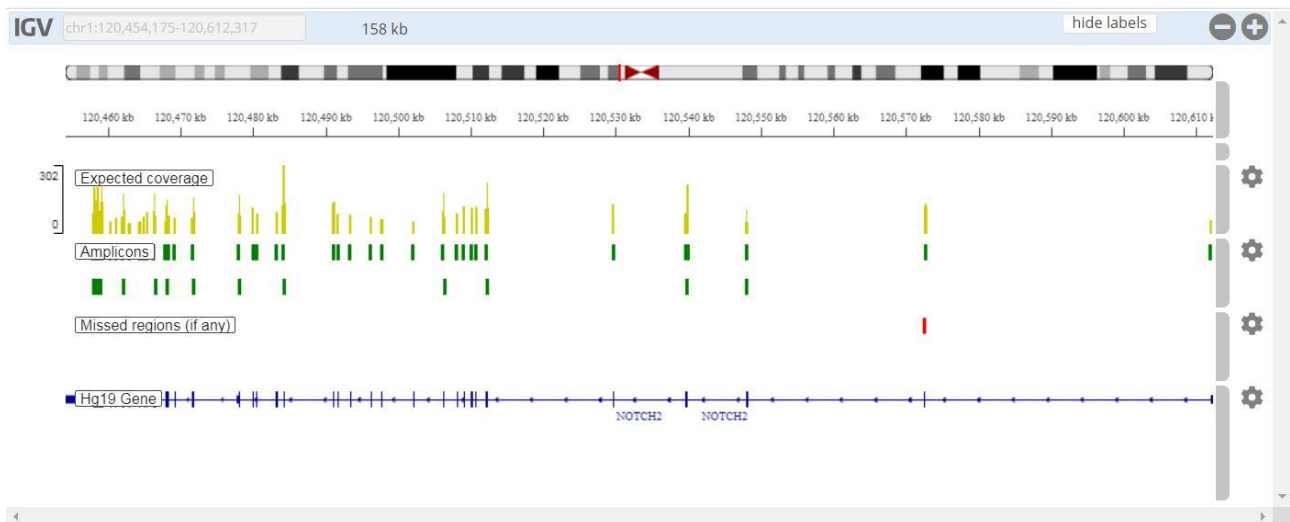 IGV chr1:120,454,175-120,612,317 158 kb hide labels
120,460 kb 120,470 kb 120,480 kb 120,490 kb 120,500 kb 120,510 kb 120,520 kb 120,530 kb 120,540 kb 120,550 kb 120,560 kb 120,570 kb 120,580 kb 120,590 kb 120,600 kb 120,610 k
302
Expected coverage
0
Amplicons
Missed regions (if any)
Hg19 Gene
NOTCH2 NOTCH2